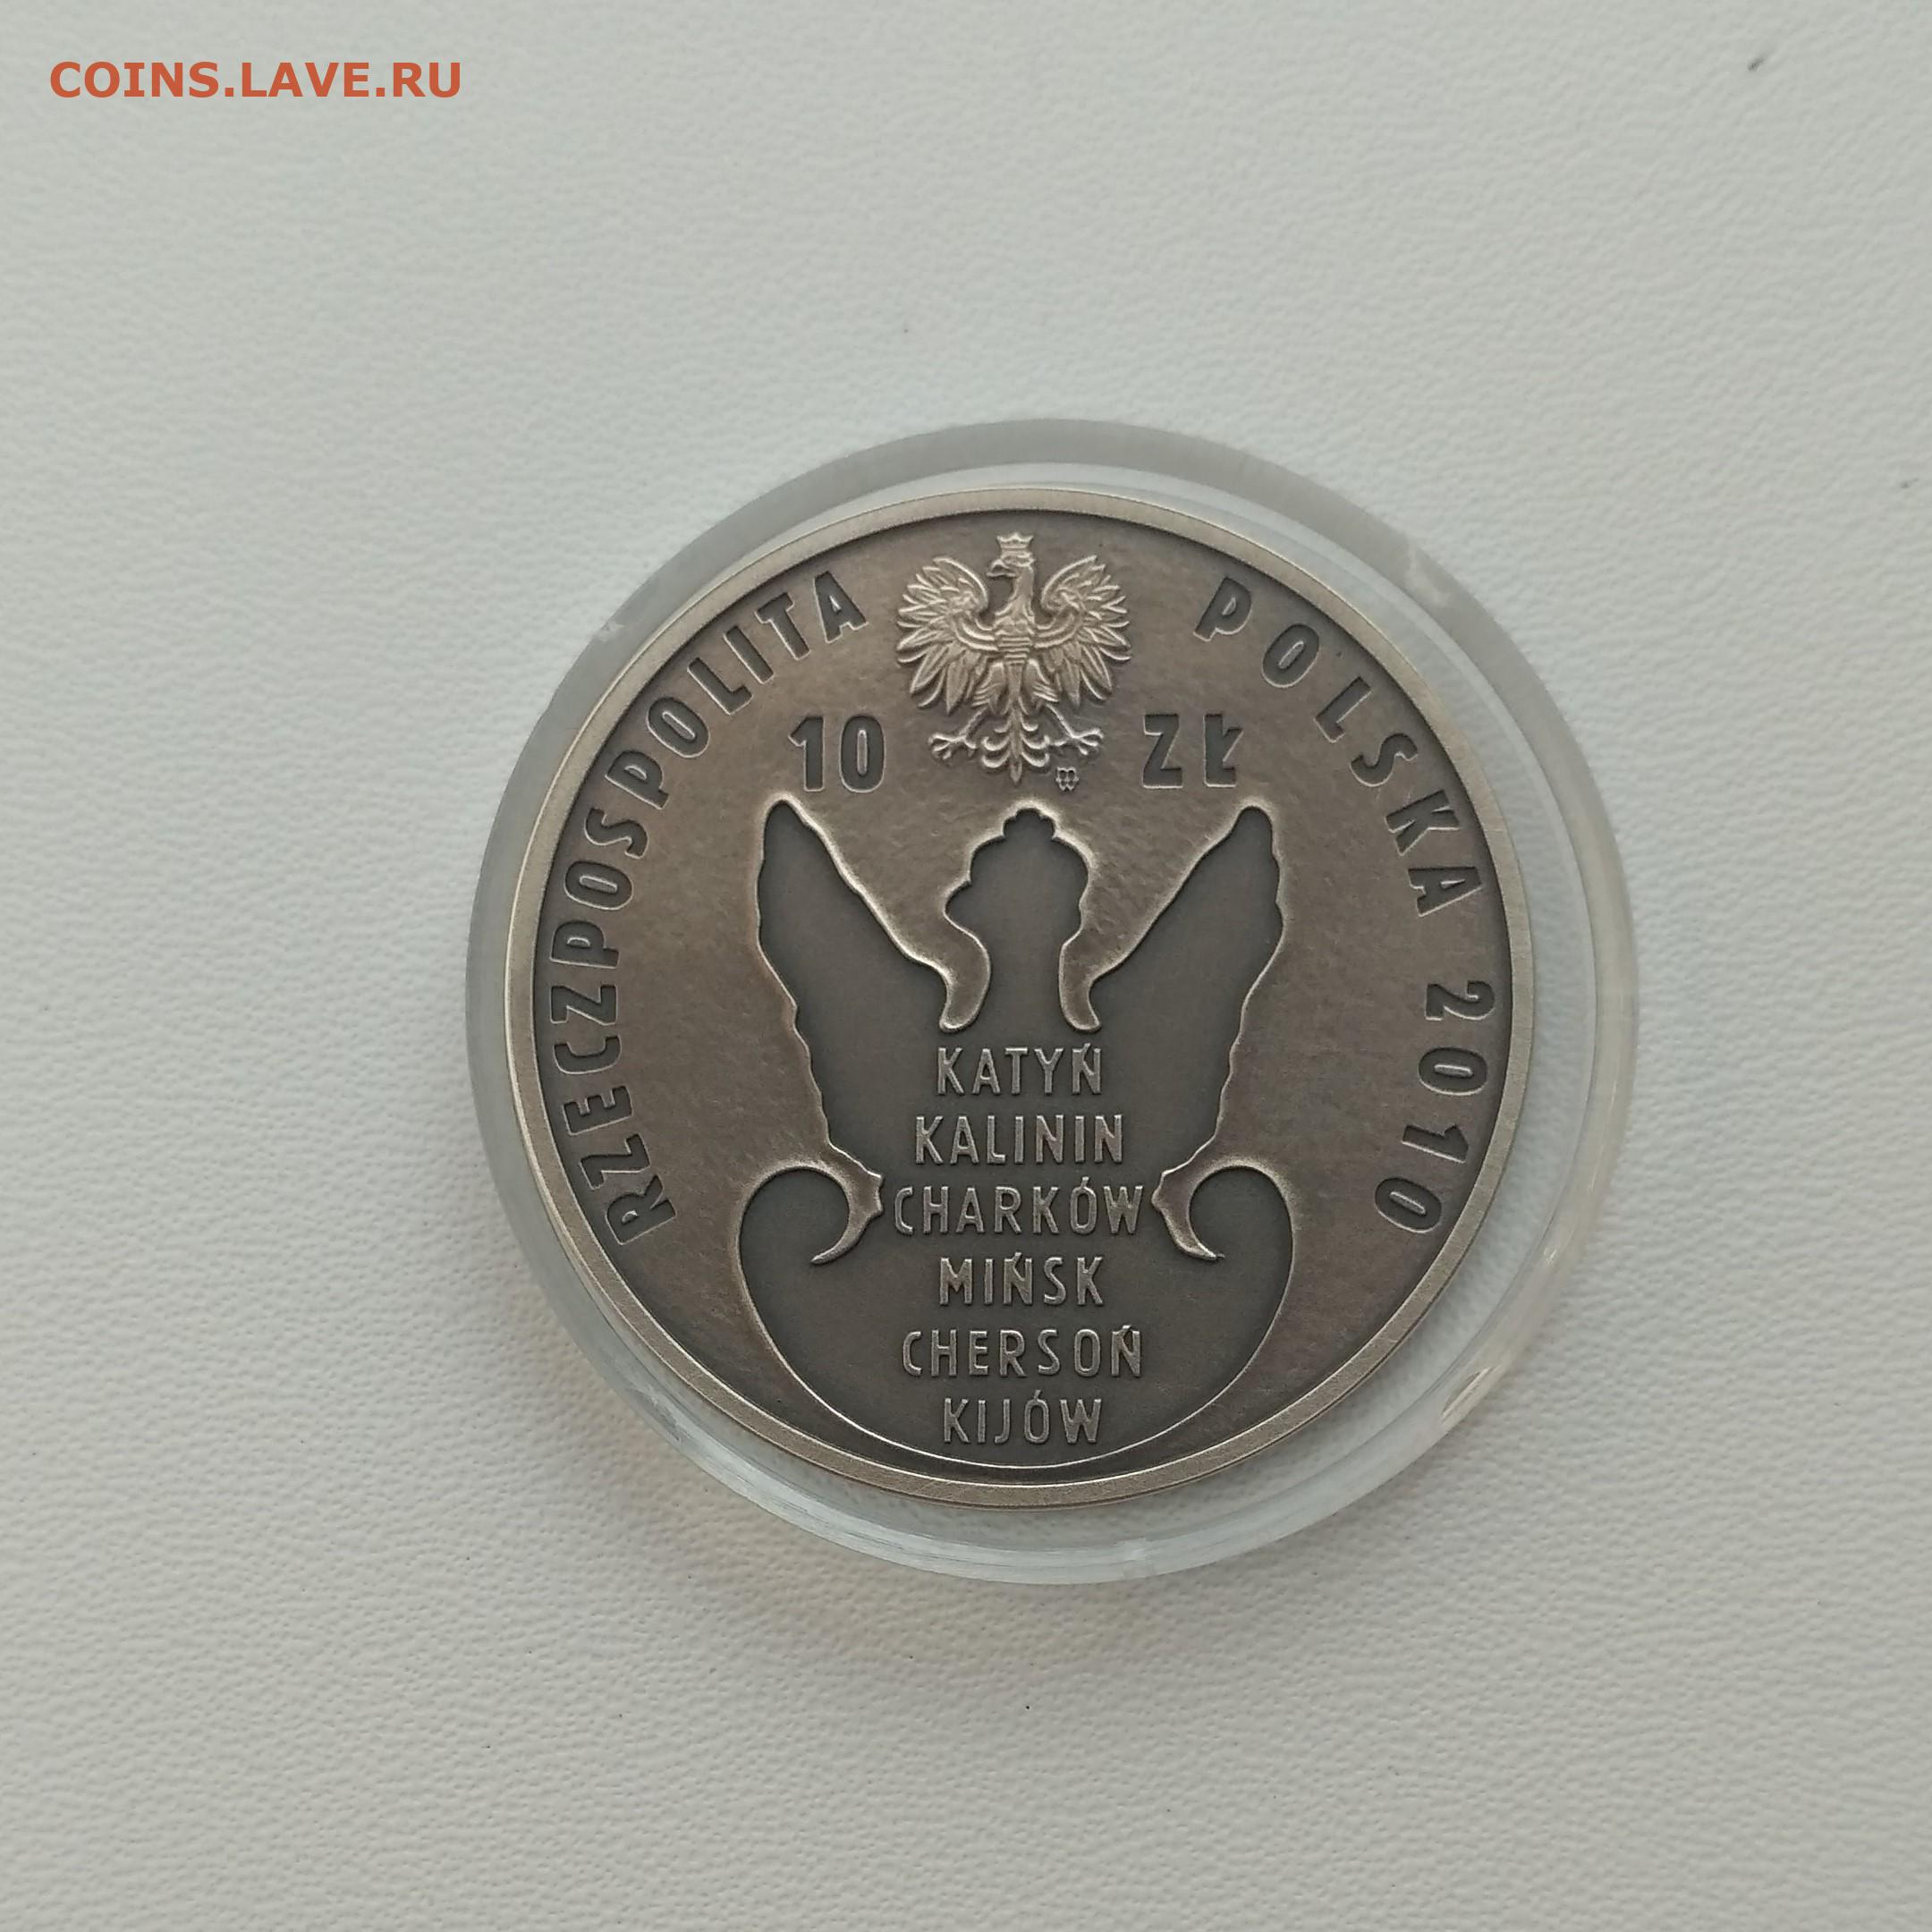 COINS.LAVE.RU
RZECZPOSPOLITA POLSKA 2010
10 ZŁ
KATYŃ
KALININ
CHARKÓW
MIŃSK
CHERSOŃ
KIJÓW